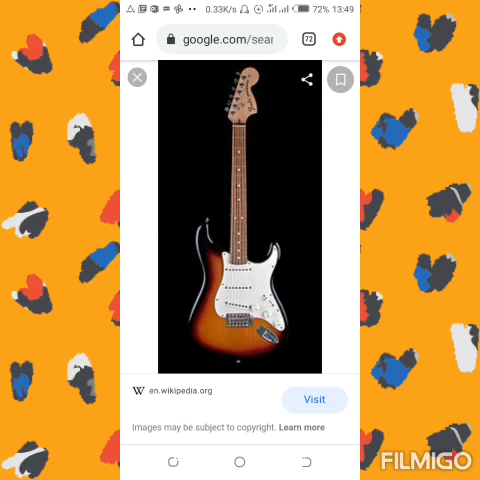 0.33K/s 72% 13:49
google.com/sear 72
en.wikipedia.org
Visit
Images may be subject to copyright. Learn more
FILMIGO